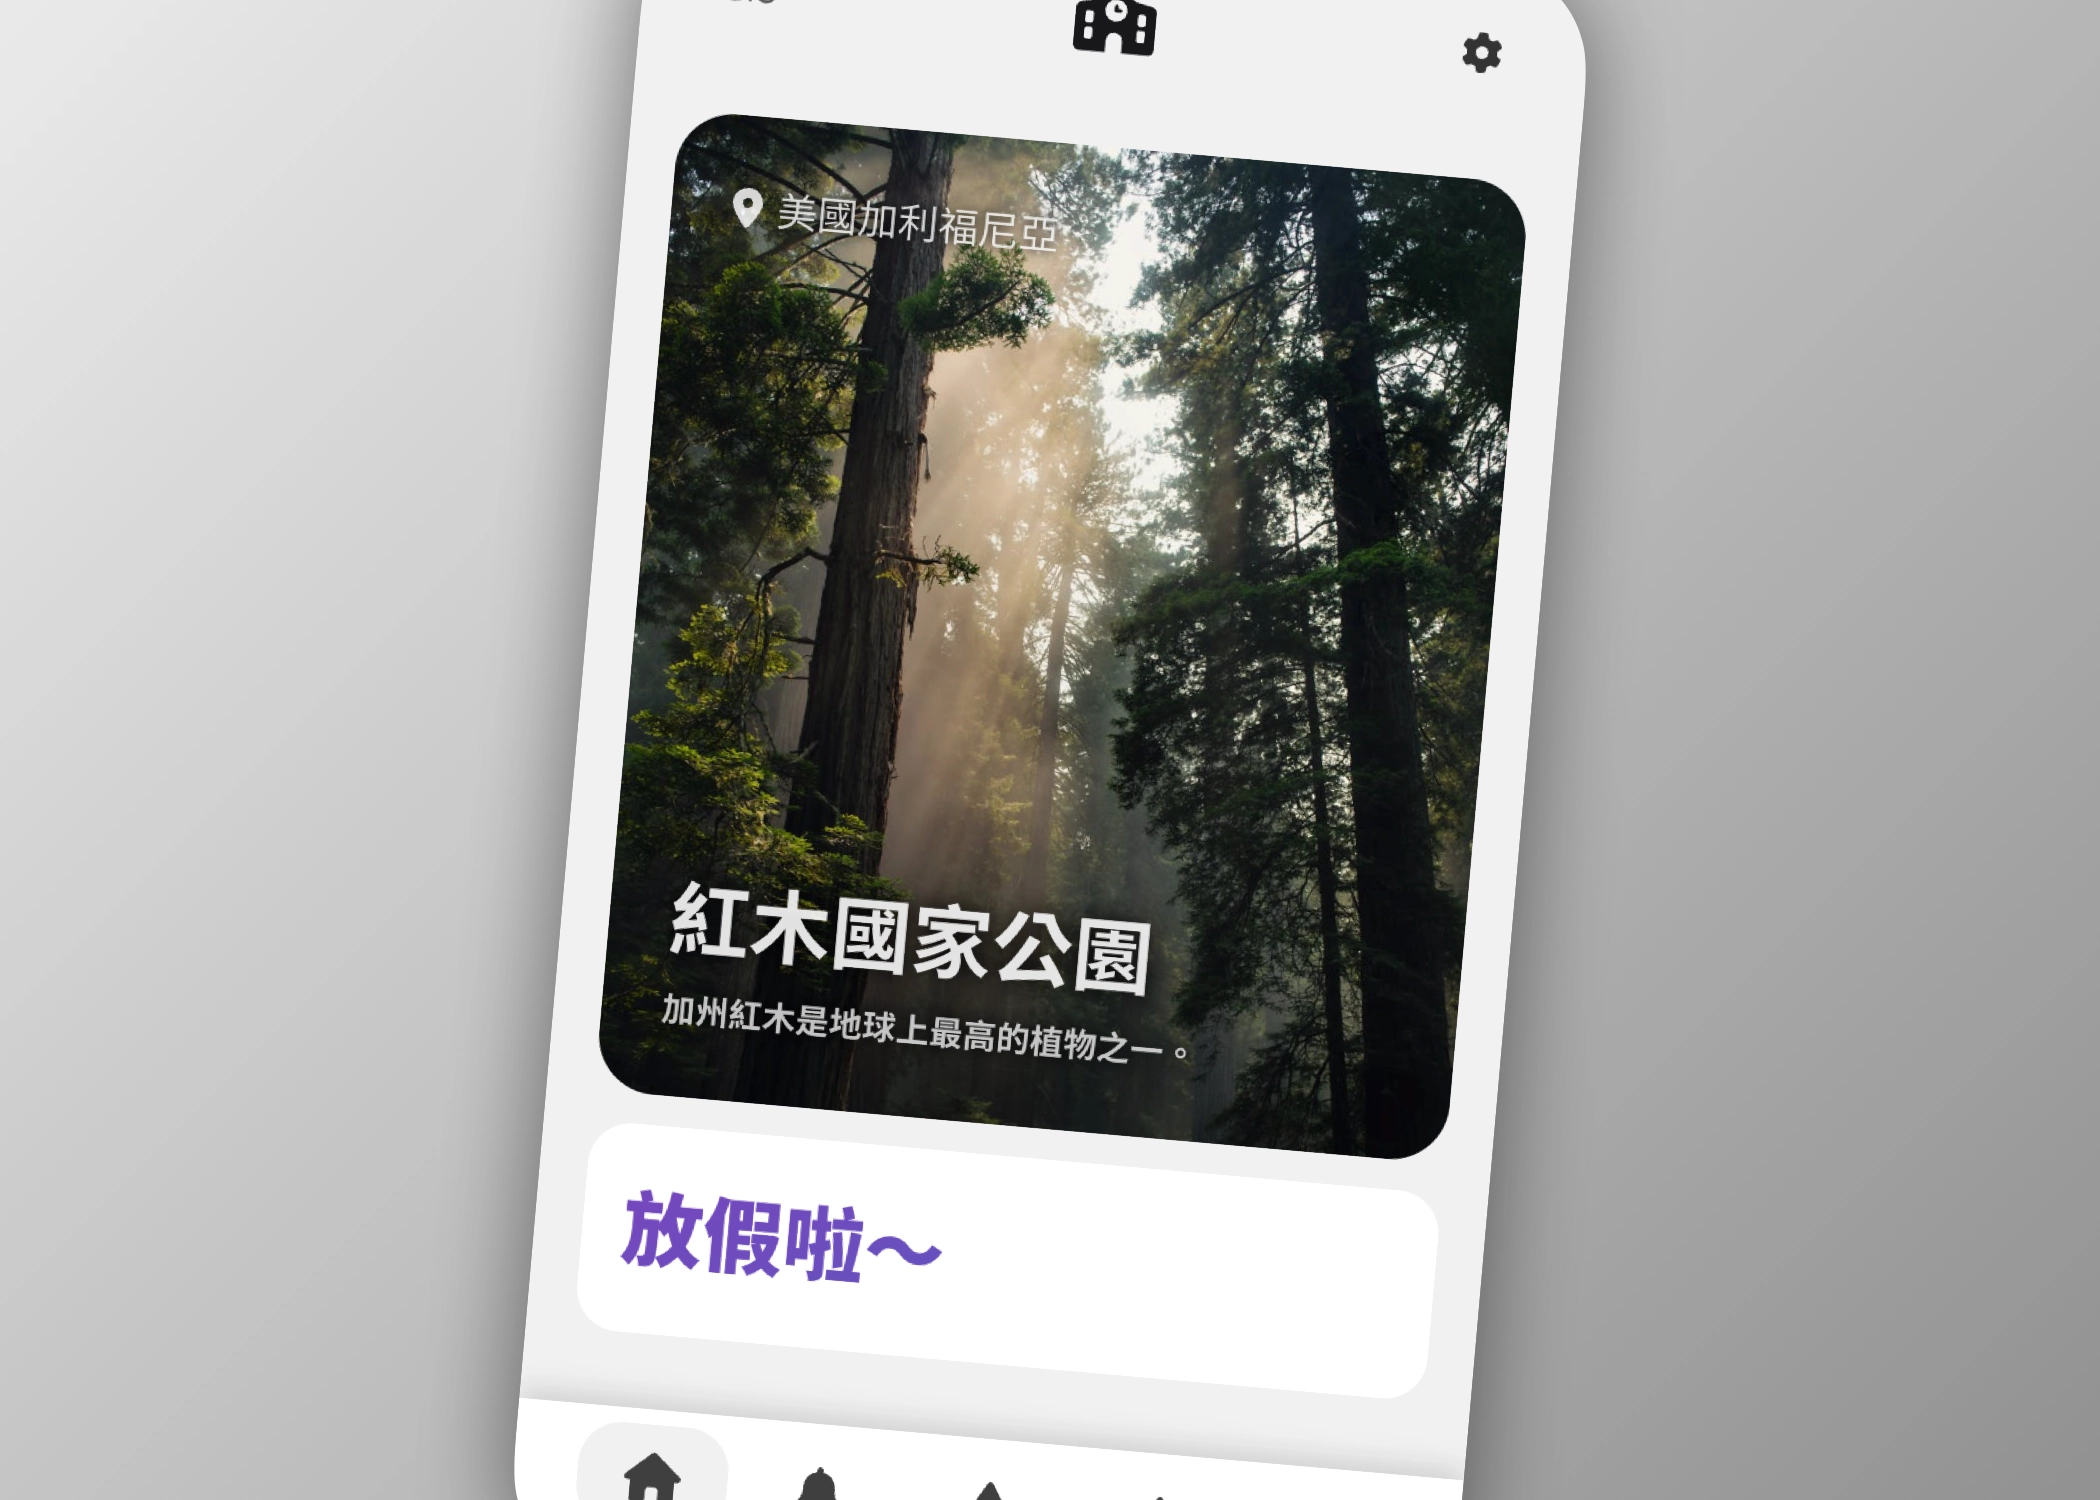 美國加利福尼亞
紅木國家公園
加州紅木是地球上最高的植物之一。
放假啦～